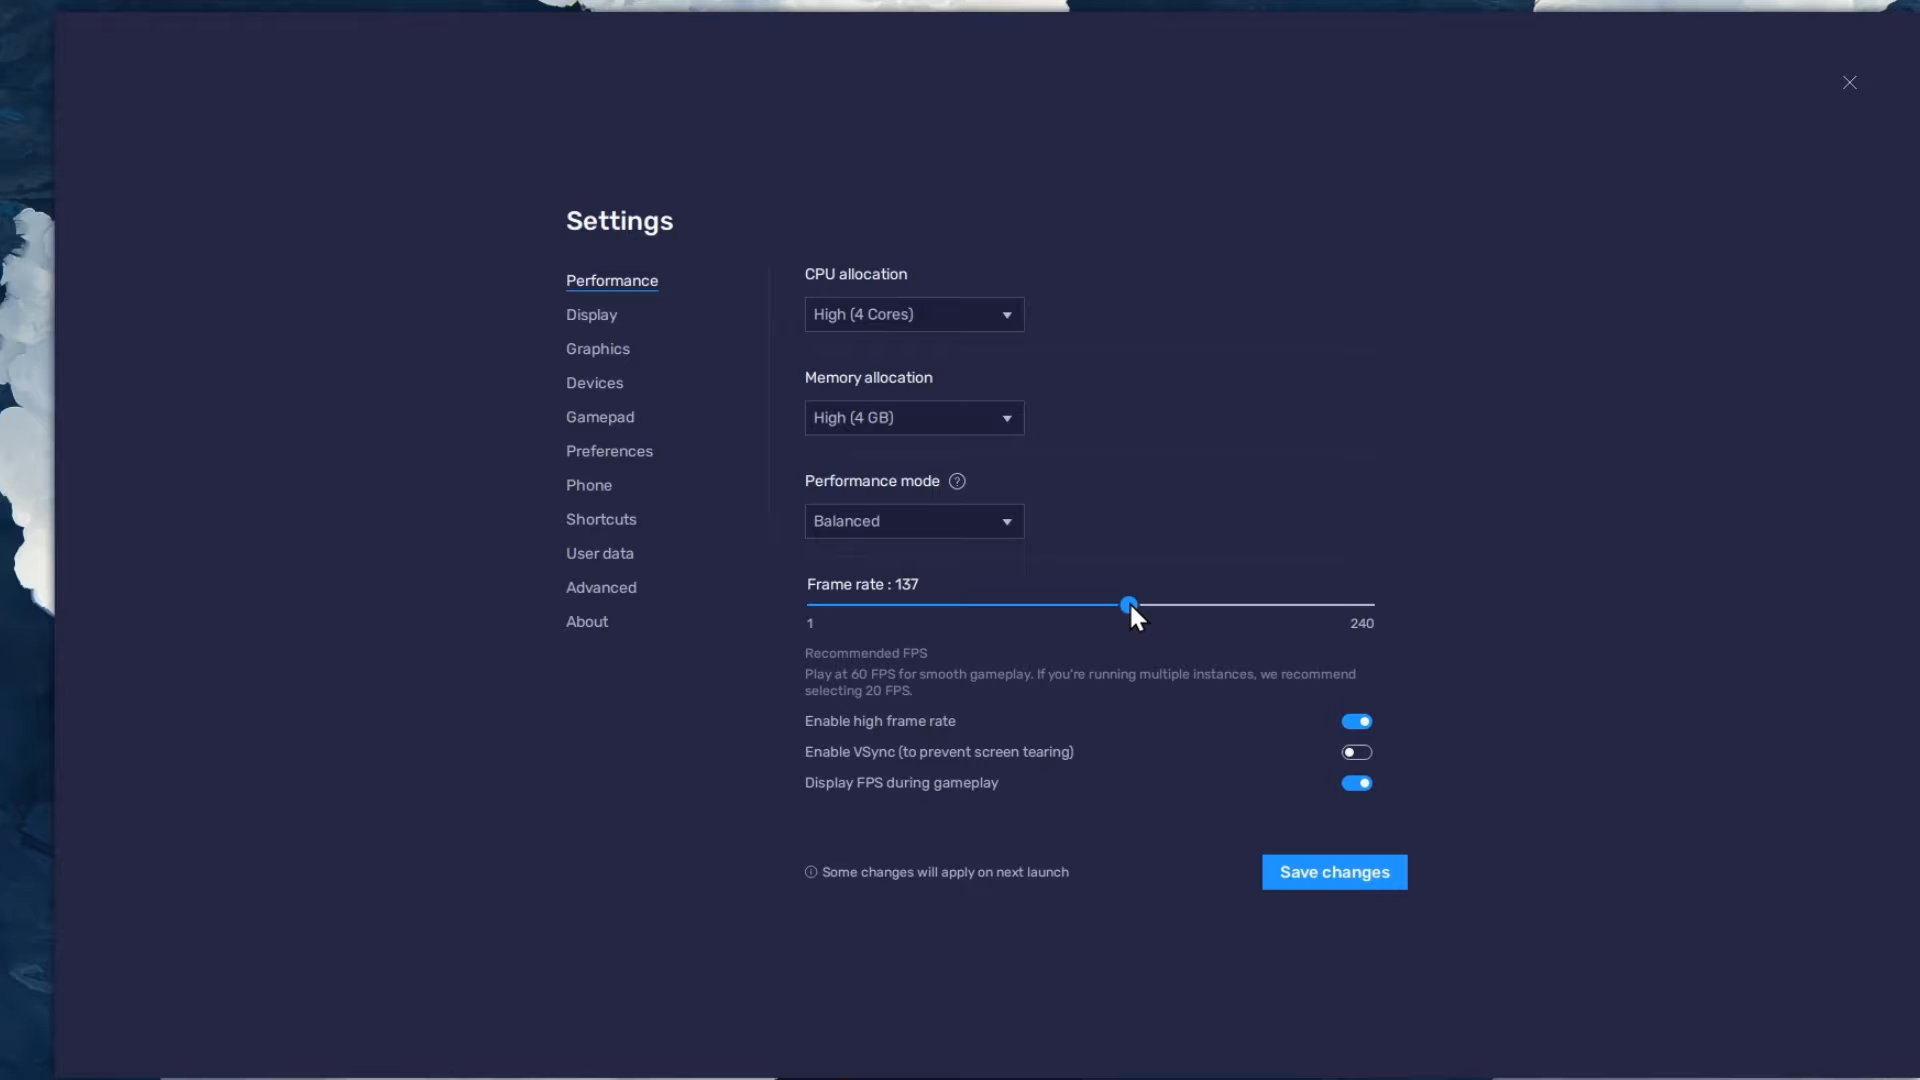 Settings
Performance
Display
Graphics
Devices
Gamepad
Preferences
Phone
Shortcuts
User data
Advanced
About
CPU allocation
High (4 Cores)
Memory allocation
High (4 GB)
Performance mode ?
Balanced
Frame rate : 137
1 240
Recommended FPS
Play at 60 FPS for smooth gameplay. If you're running multiple instances, we recommend
selecting 20 FPS.
Enable high frame rate
Enable VSync (to prevent screen tearing)
Display FPS during gameplay
Some changes will apply on next launch
Save changes